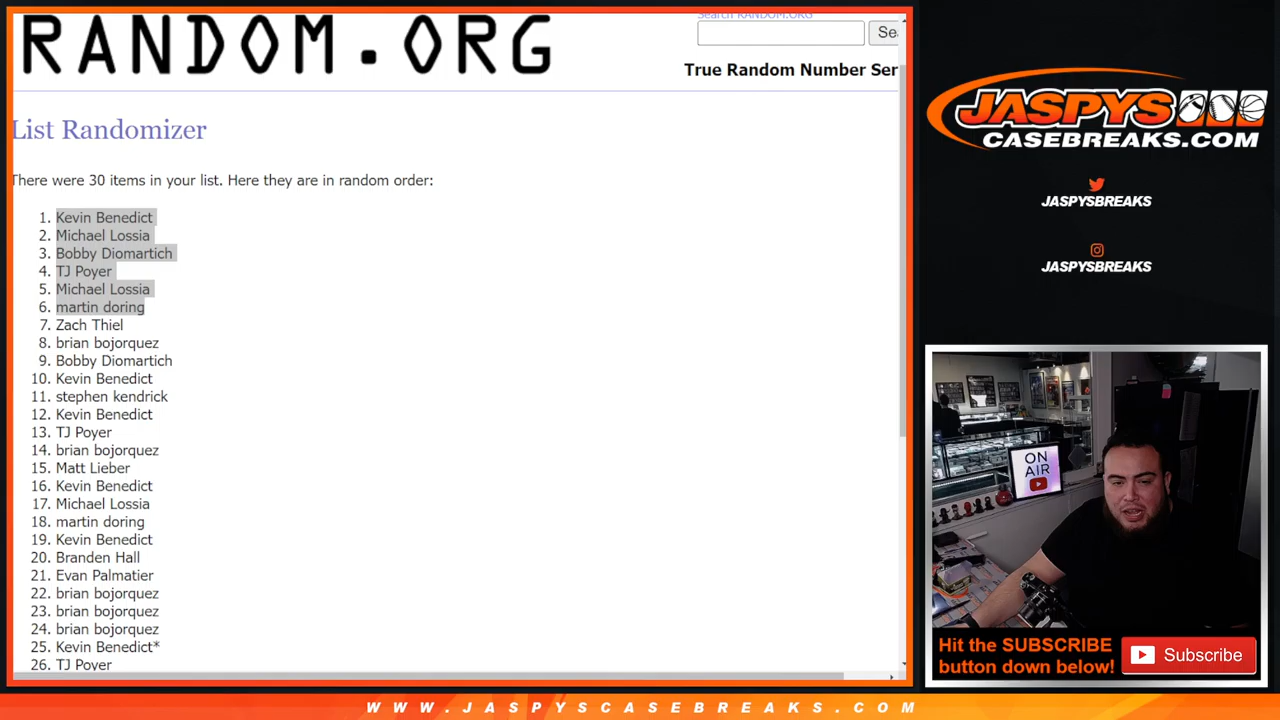 Search RANDOM.ORG
RANDOM.ORG
Sea
True Random Number Ser
List Randomizer
There were 30 items in your list. Here they are in random order:
1. Kevin Benedict
2. Michael Lossia
3. Bobby Diomartich
4. TJ Poyer
5. Michael Lossia
6. martin doring
7. Zach Thiel
8. brian bojorquez
9. Bobby Diomartich
10. Kevin Benedict
11. stephen kendrick
12. Kevin Benedict
13. TJ Poyer
14. brian bojorquez
15. Matt Lieber
16. Kevin Benedict
17. Michael Lossia
18. martin doring
19. Kevin Benedict
20. Branden Hall
21. Evan Palmatier
22. brian bojorquez
23. brian bojorquez
24. brian bojorquez
25. Kevin Benedict*
26. TJ Poyer
JASPYS
CASEBREAKS.COM
JASPYSBREAKS
JASPYSBREAKS
ON
AIR
Hit the SUBSCRIBE
button down below!
Subscribe
WWW.JASPYSCASEBREAKS.COM